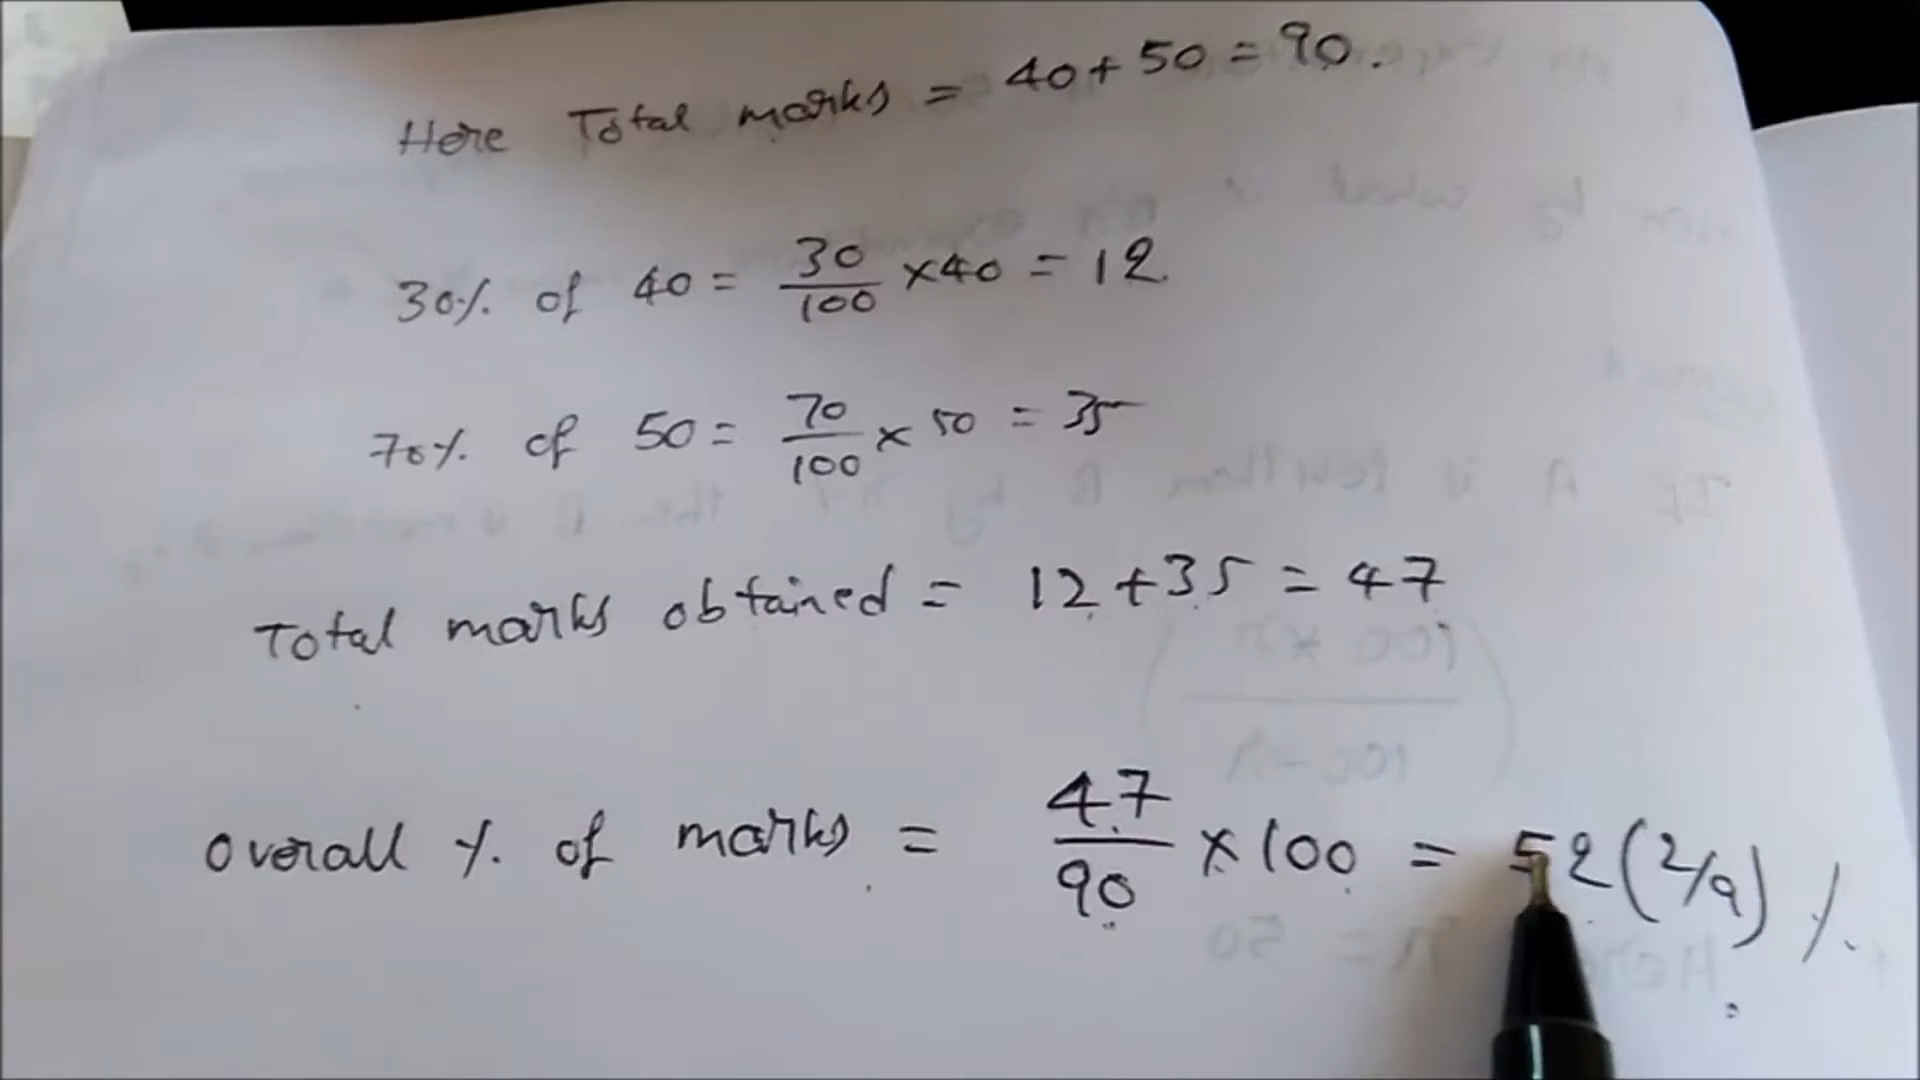 Here Total marks = 40 + 50 = 90.
30% of 40 = 30/100 × 40 = 12
70% of 50 = 70/100 × 50 = 35
Total marks obtained = 12 + 35 = 47
Overall % of marks = 47/90 × 100 = 52(2/9) %.